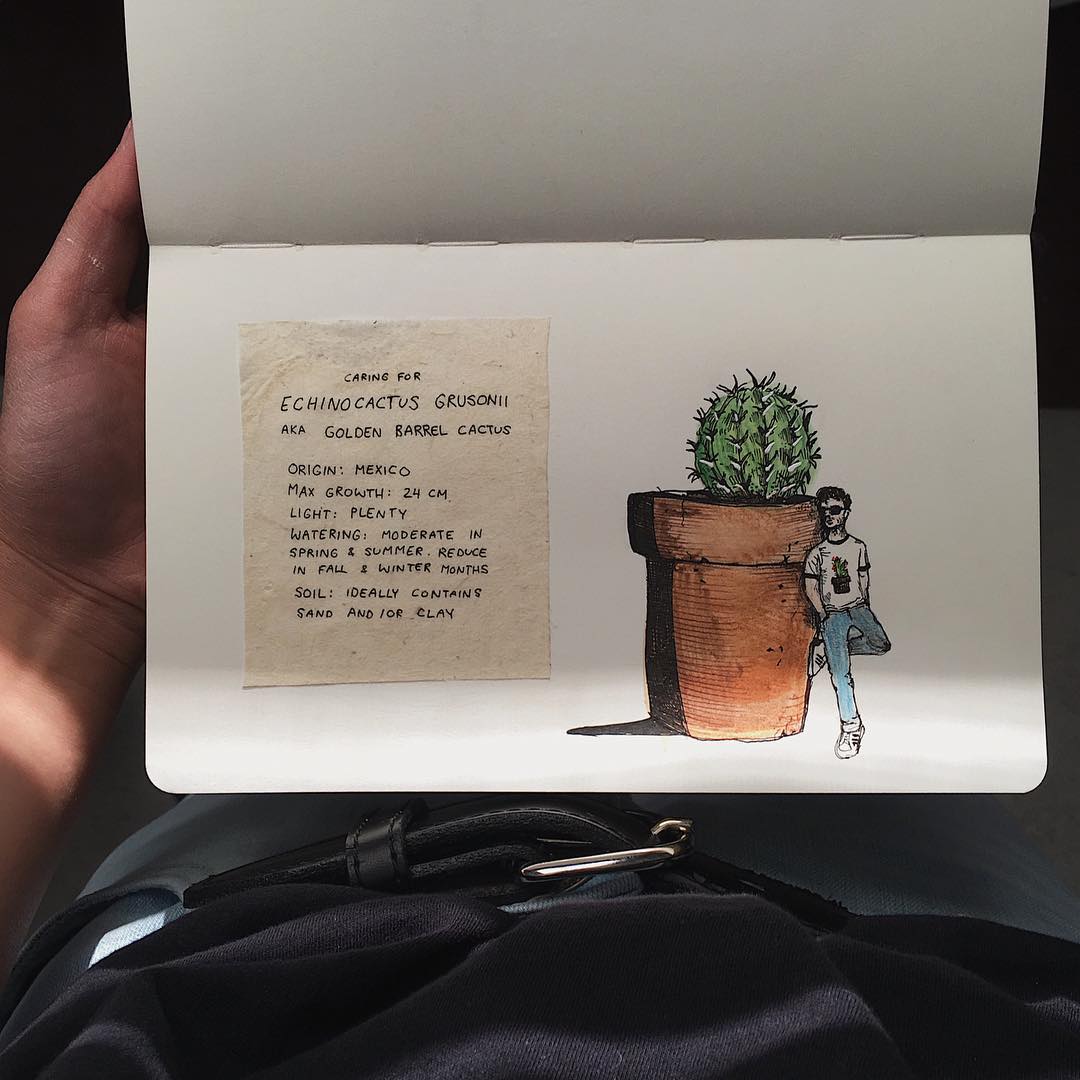 CARING FOR
ECHINOCACTUS GRUSONII
AKA GOLDEN BARREL CACTUS
ORIGIN: MEXICO
MAX GROWTH: 24 CM
LIGHT: PLENTY
WATERING: MODERATE IN
SPRING & SUMMER. REDUCE
IN FALL & WINTER MONTHS
SOIL: IDEALLY CONTAINS
SAND AND/OR CLAY